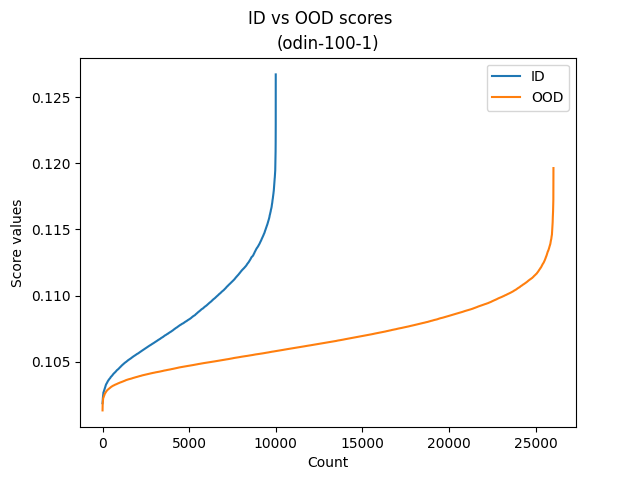 ID vs OOD scores
(odin-100-1)
ID
OOD
0.125
0.120
0.115
0.110
0.105
Score values
0
5000
10000
15000
20000
25000
Count